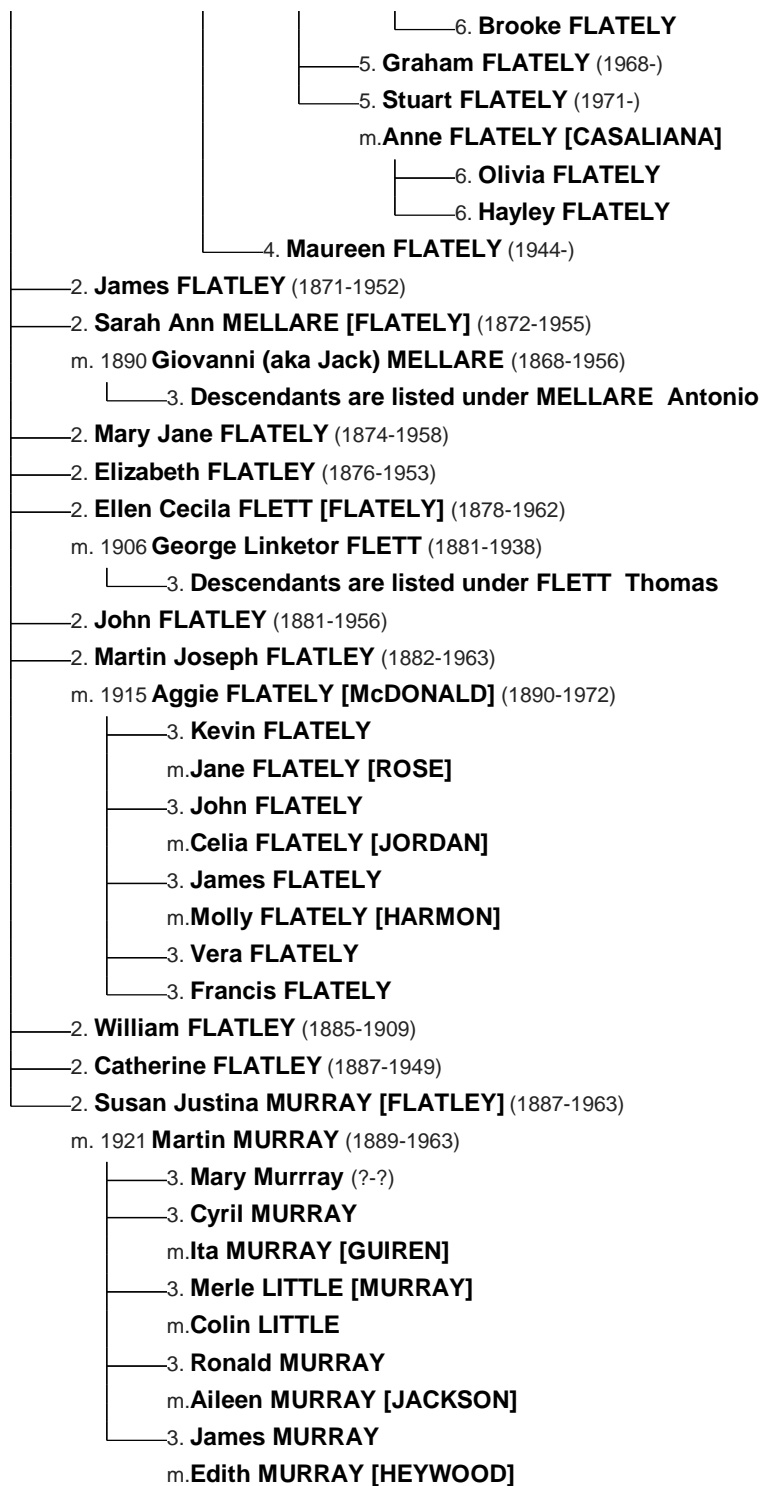 6. Brooke FLATELY
5. Graham FLATELY (1968-)
5. Stuart FLATELY (1971-)
m.Anne FLATELY [CASALIANA]
6. Olivia FLATELY
6. Hayley FLATELY
4. Maureen FLATELY (1944-)
2. James FLATLEY (1871-1952)
2. Sarah Ann MELLARE [FLATELY] (1872-1955)
m. 1890 Giovanni (aka Jack) MELLARE (1868-1956)
3. Descendants are listed under MELLARE Antonio
2. Mary Jane FLATELY (1874-1958)
2. Elizabeth FLATLEY (1876-1953)
2. Ellen Cecila FLETT [FLATELY] (1878-1962)
m. 1906 George Linketor FLETT (1881-1938)
3. Descendants are listed under FLETT Thomas
2. John FLATLEY (1881-1956)
2. Martin Joseph FLATLEY (1882-1963)
m. 1915 Aggie FLATELY [McDONALD] (1890-1972)
3. Kevin FLATELY
m.Jane FLATELY [ROSE]
3. John FLATELY
m.Celia FLATELY [JORDAN]
3. James FLATELY
m.Molly FLATELY [HARMON]
3. Vera FLATELY
3. Francis FLATELY
2. William FLATLEY (1885-1909)
2. Catherine FLATLEY (1887-1949)
2. Susan Justina MURRAY [FLATLEY] (1887-1963)
m. 1921 Martin MURRAY (1889-1963)
3. Mary Murrray (?-?)
3. Cyril MURRAY
m.Ita MURRAY [GUIREN]
3. Merle LITTLE [MURRAY]
m.Colin LITTLE
3. Ronald MURRAY
m.Aileen MURRAY [JACKSON]
3. James MURRAY
m.Edith MURRAY [HEYWOOD]